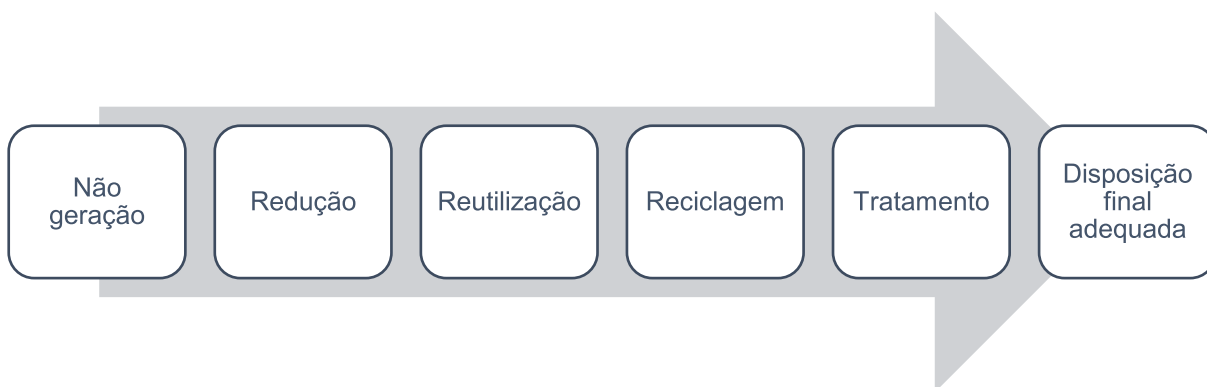 Não
geração
Redução
Reutilização
Reciclagem
Tratamento
Disposição
final
adequada